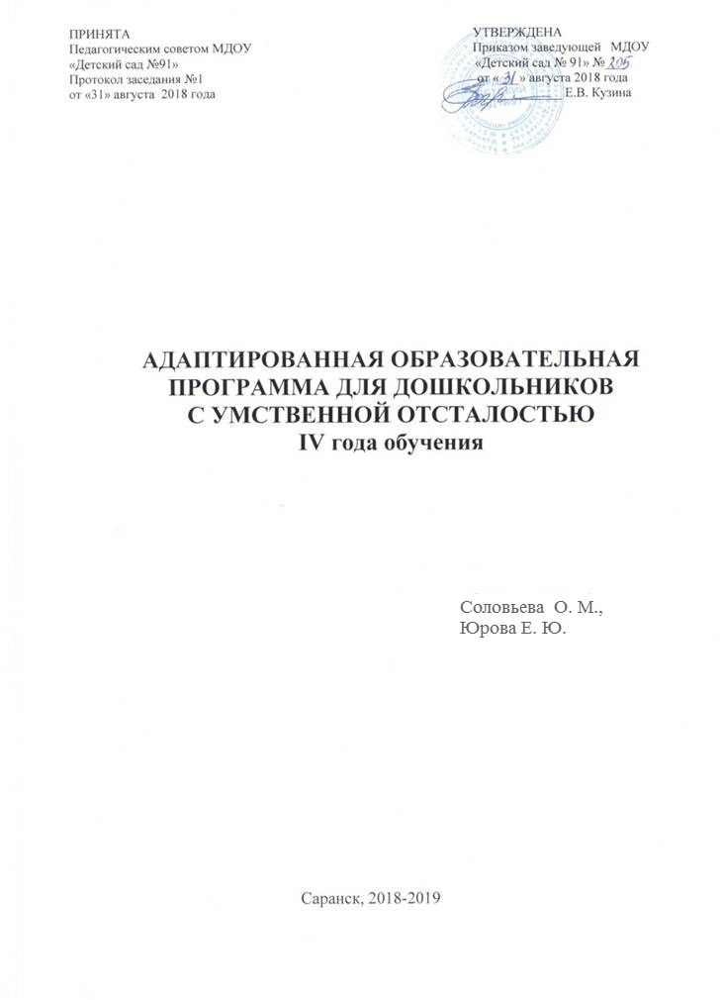 ПРИНЯТА
Педагогическим советом МДОУ
«Детский сад №91»
Протокол заседания №1
от «31» августа 2018 года
УТВЕРЖДЕНА
Приказом заведующей МДОУ
«Детский сад № 91» № 205
от « 31 » августа 2018 года
Е.В. Кузина
АДАПТИРОВАННАЯ ОБРАЗОВАТЕЛЬНАЯ
ПРОГРАММА ДЛЯ ДОШКОЛЬНИКОВ
С УМСТВЕННОЙ ОТСТАЛОСТЬЮ
IV года обучения
Соловьева О. М.,
Юрова Е. Ю.
Саранск, 2018-2019